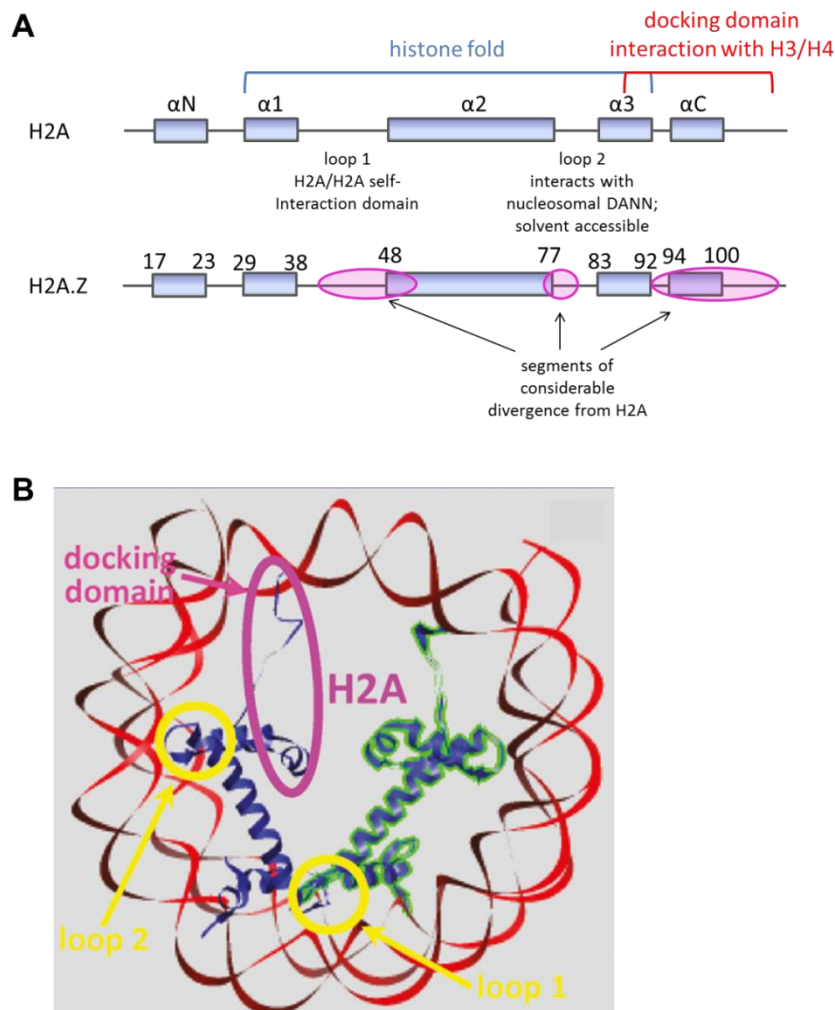 A
docking domain
interaction with H3/H4
histone fold
αN α1 α2 α3 αC
H2A
loop 1
H2A/H2A self-
Interaction domain
loop 2
interacts with
nucleosomal DANN;
solvent accessible
17 23 29 38 48 77 83 92 94 100
H2A.Z
segments of
considerable
divergence from H2A
B
docking
domain
H2A
loop 2
loop 1